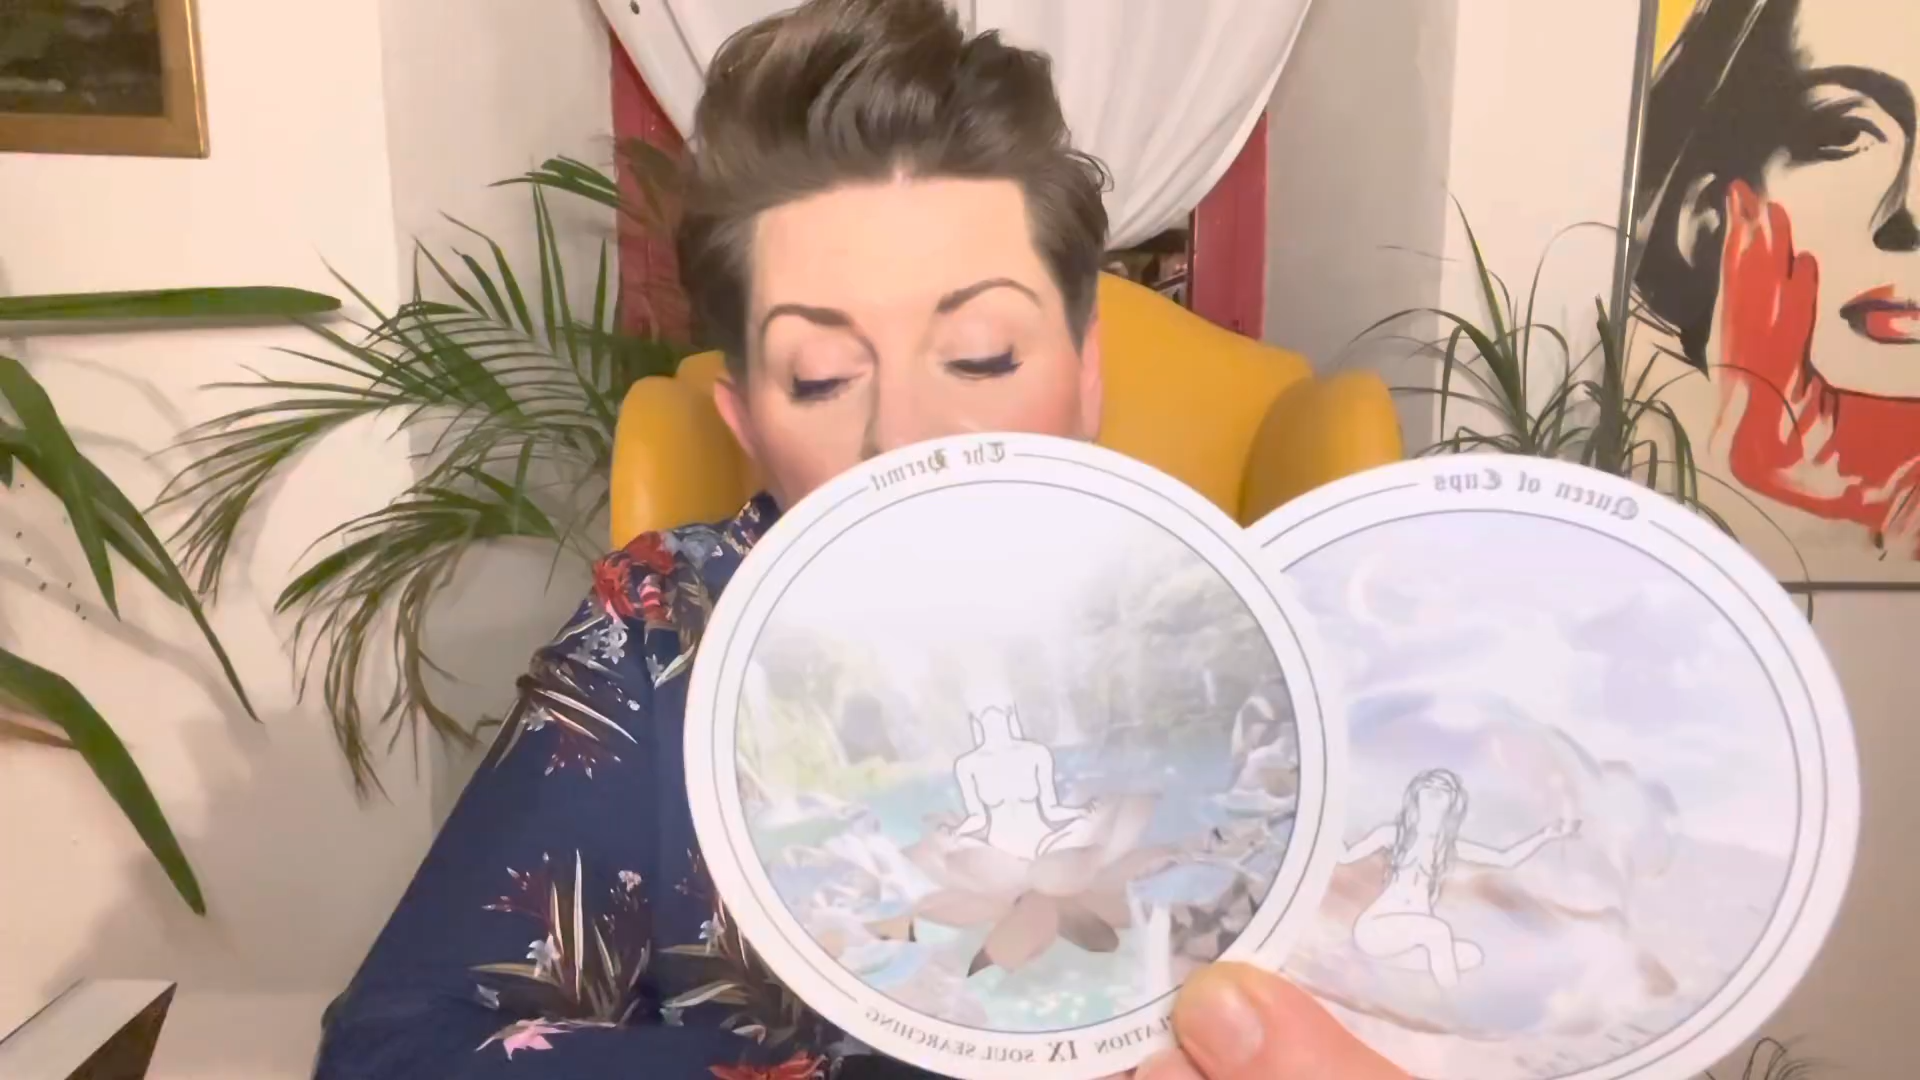 The Hermit
Queen of Cups
IX SOUL SEARCHING